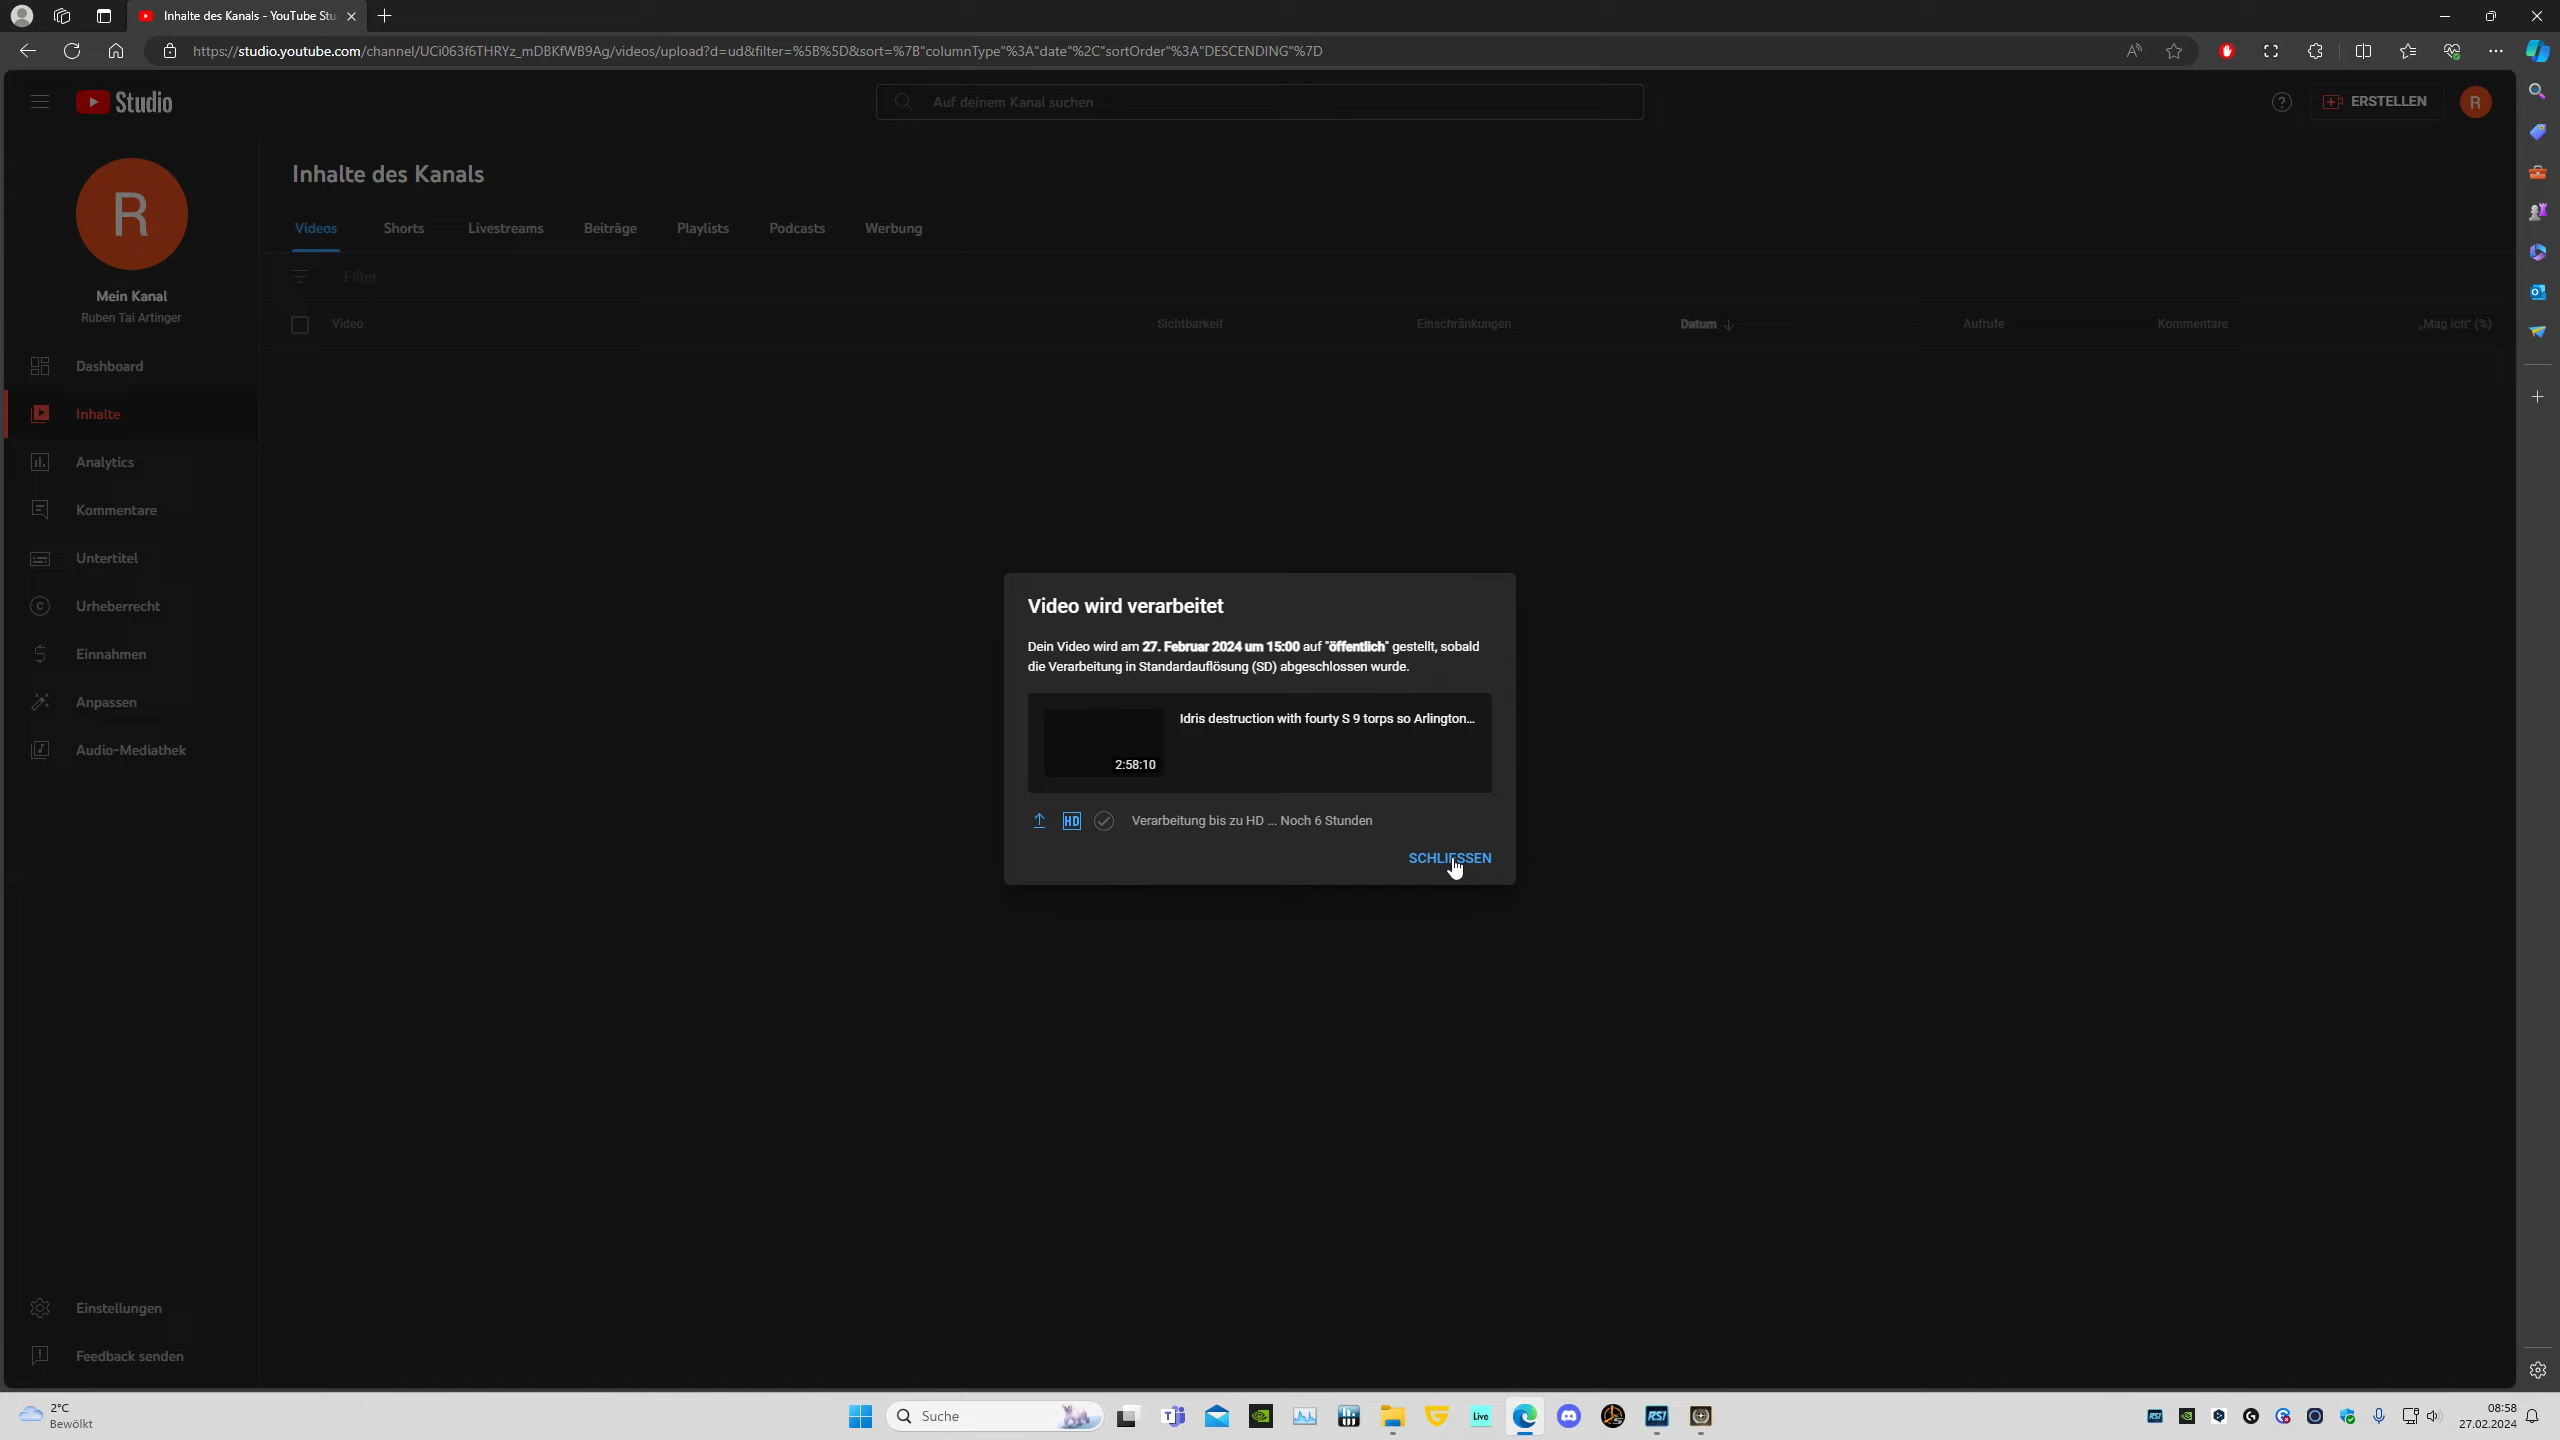 Inhalte des Kanals - YouTube Stu
https://studio.youtube.com/channel/UCi063f6THRYz_mDBKfWB9Ag/videos/upload?d=ud&filter=%5B%5D&sort=%7B"columnType"%3A"date"%2C"sortOrder"%3A"DESCENDING"%7D
Studio
Auf deinem Kanal suchen
ERSTELLEN
R
R
Mein Kanal
Ruben Tai Artinger
Dashboard
Inhalte
Analytics
Kommentare
Untertitel
Urheberrecht
Einnahmen
Anpassen
Audio-Mediathek
Einstellungen
Feedback senden
Inhalte des Kanals
Videos Shorts Livestreams Beiträge Playlists Podcasts Werbung
Filter
Video Sichtbarkeit Einschränkungen Datum Aufrufe Kommentare „Mag ich“ (%)
Video wird verarbeitet
Dein Video wird am 27. Februar 2024 um 15:00 auf "öffentlich" gestellt, sobald
die Verarbeitung in Standardauflösung (SD) abgeschlossen wurde.
Idris destruction with fourty S 9 torps so Arlington...
2:58:10
HD Verarbeitung bis zu HD ... Noch 6 Stunden
SCHLIESSEN
2°C
Bewölkt
Suche
Live
RSI
RSI
08:58
27.02.2024